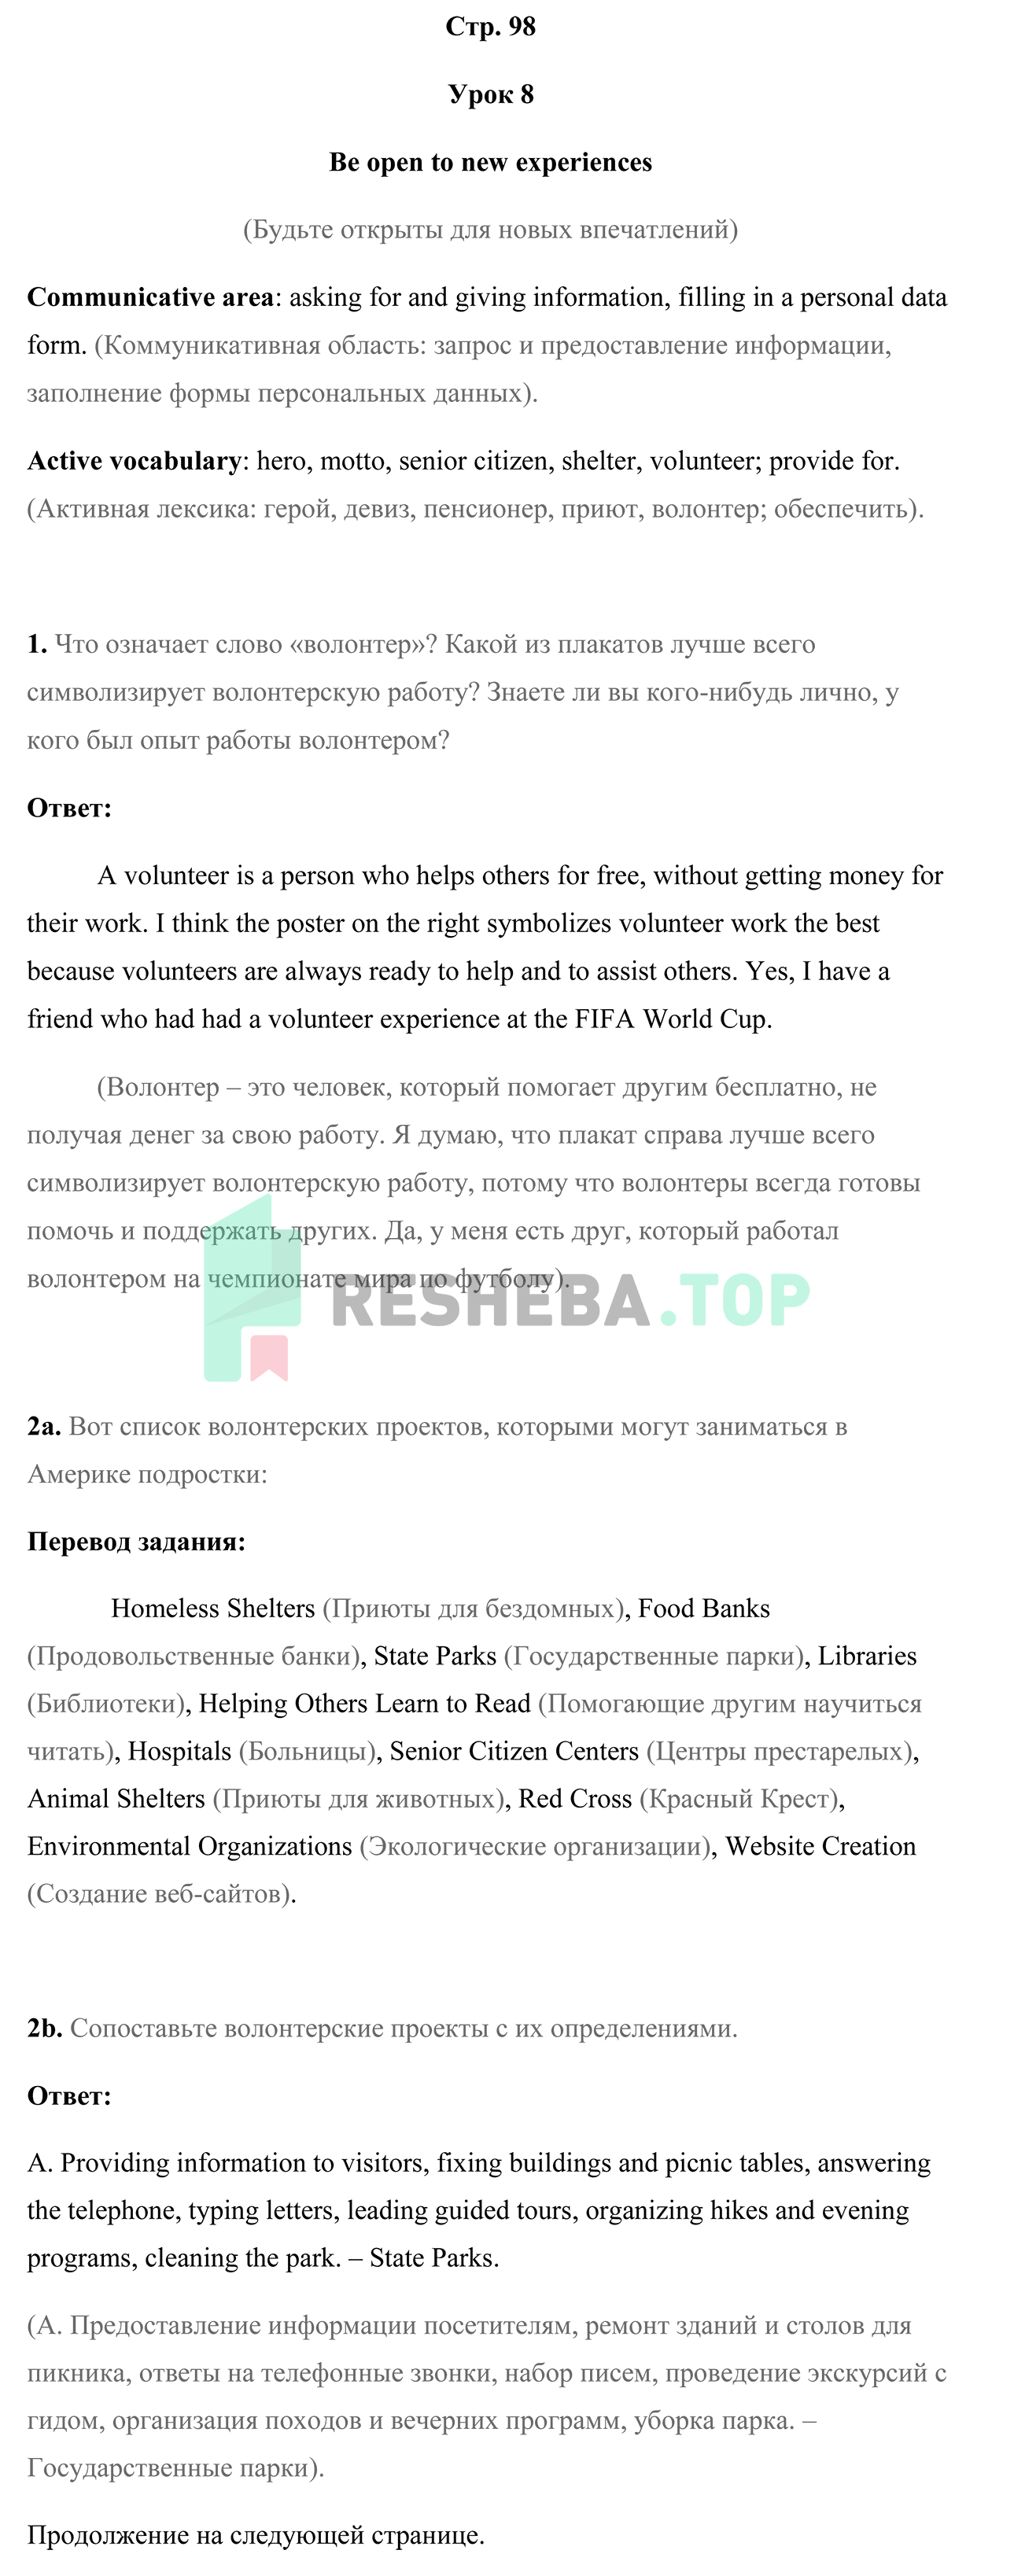 Стр. 98
Урок 8
Be open to new experiences
(Будьте открыты для новых впечатлений)
Communicative area: asking for and giving information, filling in a personal data
form. (Коммуникативная область: запрос и предоставление информации,
заполнение формы персональных данных).
Active vocabulary: hero, motto, senior citizen, shelter, volunteer; provide for.
(Активная лексика: герой, девиз, пенсионер, приют, волонтер; обеспечить).
1. Что означает слово «волонтер»? Какой из плакатов лучше всего
символизирует волонтерскую работу? Знаете ли вы кого-нибудь лично, у
кого был опыт работы волонтером?
Ответ:
A volunteer is a person who helps others for free, without getting money for
their work. I think the poster on the right symbolizes volunteer work the best
because volunteers are always ready to help and to assist others. Yes, I have a
friend who had had a volunteer experience at the FIFA World Cup.
(Волонтер – это человек, который помогает другим бесплатно, не
получая денег за свою работу. Я думаю, что плакат справа лучше всего
символизирует волонтерскую работу, потому что волонтеры всегда готовы
помочь и поддержать других. Да, у меня есть друг, который работал
волонтером на чемпионате мира по футболу).
RESHEBA.TOP
2a. Вот список волонтерских проектов, которыми могут заниматься в
Америке подростки:
Перевод задания:
Homeless Shelters (Приюты для бездомных), Food Banks
(Продовольственные банки), State Parks (Государственные парки), Libraries
(Библиотеки), Helping Others Learn to Read (Помогающие другим научиться
читать), Hospitals (Больницы), Senior Citizen Centers (Центры престарелых),
Animal Shelters (Приюты для животных), Red Cross (Красный Крест),
Environmental Organizations (Экологические организации), Website Creation
(Создание веб-сайтов).
2b. Сопоставьте волонтерские проекты с их определениями.
Ответ:
A. Providing information to visitors, fixing buildings and picnic tables, answering
the telephone, typing letters, leading guided tours, organizing hikes and evening
programs, cleaning the park. – State Parks.
(А. Предоставление информации посетителям, ремонт зданий и столов для
пикника, ответы на телефонные звонки, набор писем, проведение экскурсий с
гидом, организация походов и вечерних программ, уборка парка. –
Государственные парки).
Продолжение на следующей странице.